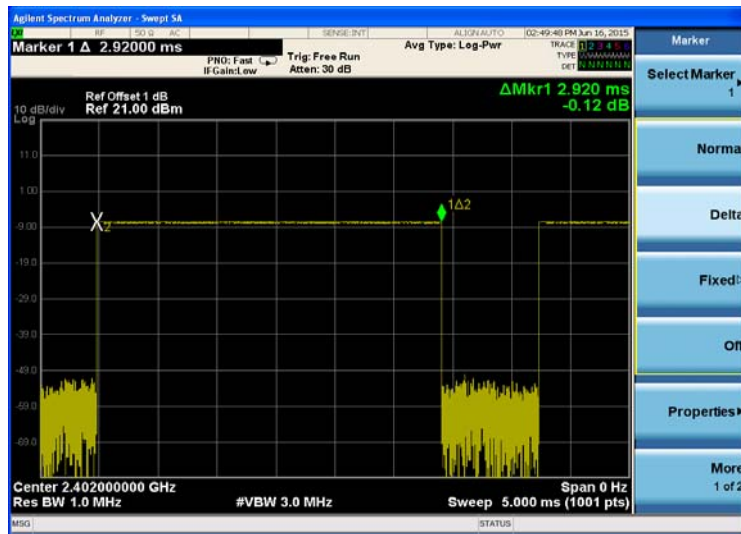 Agilent Spectrum Analyzer - Swept SA
RF 50 Ω AC SENSE:INT ALIGN AUTO 02:49:48 PM Jun 16, 2015
Marker 1 Δ 2.92000 ms
PNO: Fast
IFGain:Low
Trig: Free Run
Atten: 30 dB
Avg Type: Log-Pwr
TRACE 1 2 3 4 5 6
TYPE
DET N N N N N N
Ref Offset 1 dB
Ref 21.00 dBm
ΔMkr1 2.920 ms
-0.12 dB
10 dB/div
Log
11.0
1.00
-9.00
-19.0
-29.0
-39.0
-49.0
-59.0
-69.0
X2
1Δ2
Center 2.402000000 GHz
Span 0 Hz
Res BW 1.0 MHz
#VBW 3.0 MHz
Sweep 5.000 ms (1001 pts)
MSG
STATUS
Marker
Select Marker
1
Norma
Delta
Fixed
Off
Properties
More
1 of 2